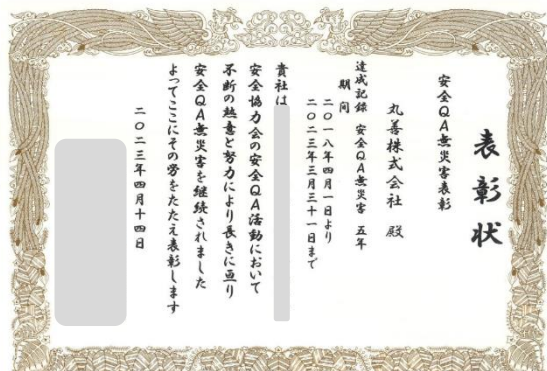 表彰状
安全QA無災害表彰
丸善株式会社 殿
達成記録 安全QA無災害 五年
期間
二〇一八年四月一日より
二〇二三年三月三十一日まで
貴社は
安全協力会の安全QA活動において
不断の熱意と努力により長きに亘り
安全QA無災害を継続されました
よってここにその労をたたえ表彰します
二〇二三年四月十四日